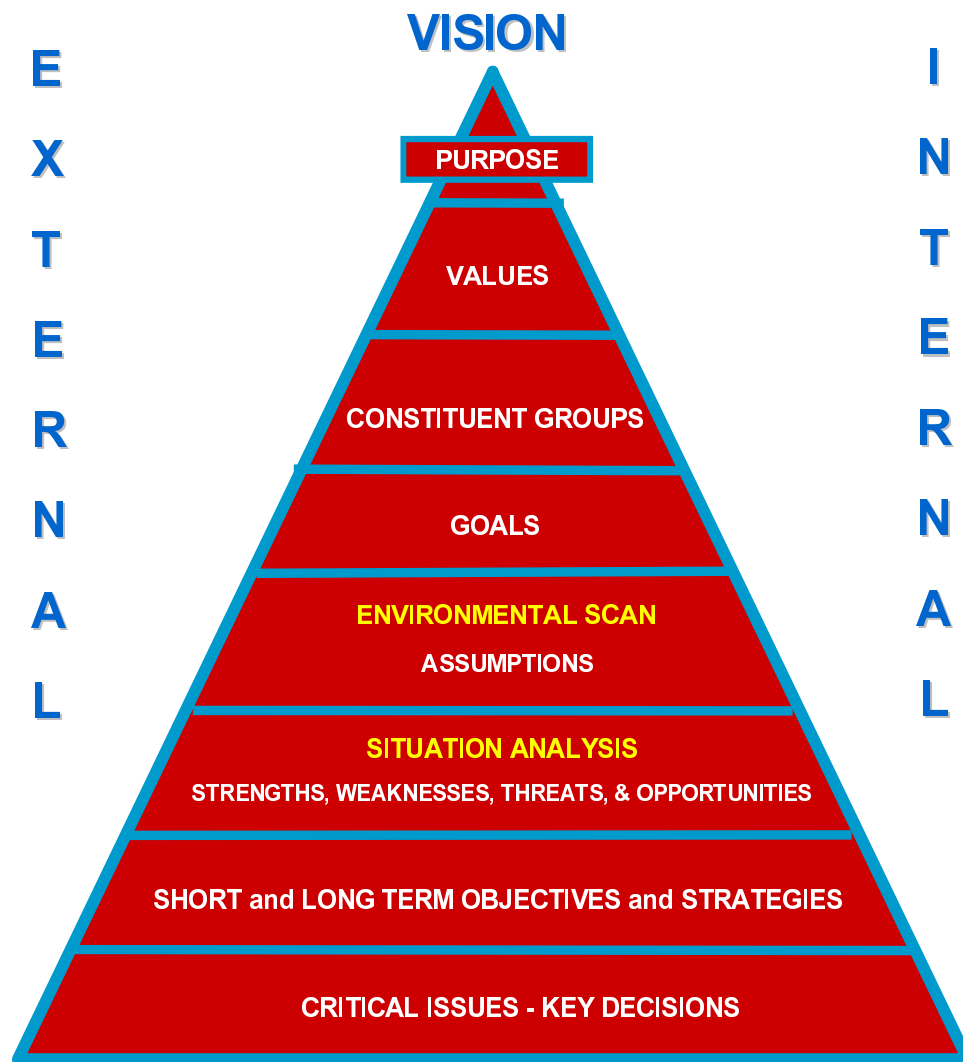 VISION
EXTERNAL
INTERNAL
PURPOSE
VALUES
CONSTITUENT GROUPS
GOALS
ENVIRONMENTAL SCAN
ASSUMPTIONS
SITUATION ANALYSIS
STRENGTHS, WEAKNESSES, THREATS, & OPPORTUNITIES
SHORT and LONG TERM OBJECTIVES and STRATEGIES
CRITICAL ISSUES - KEY DECISIONS